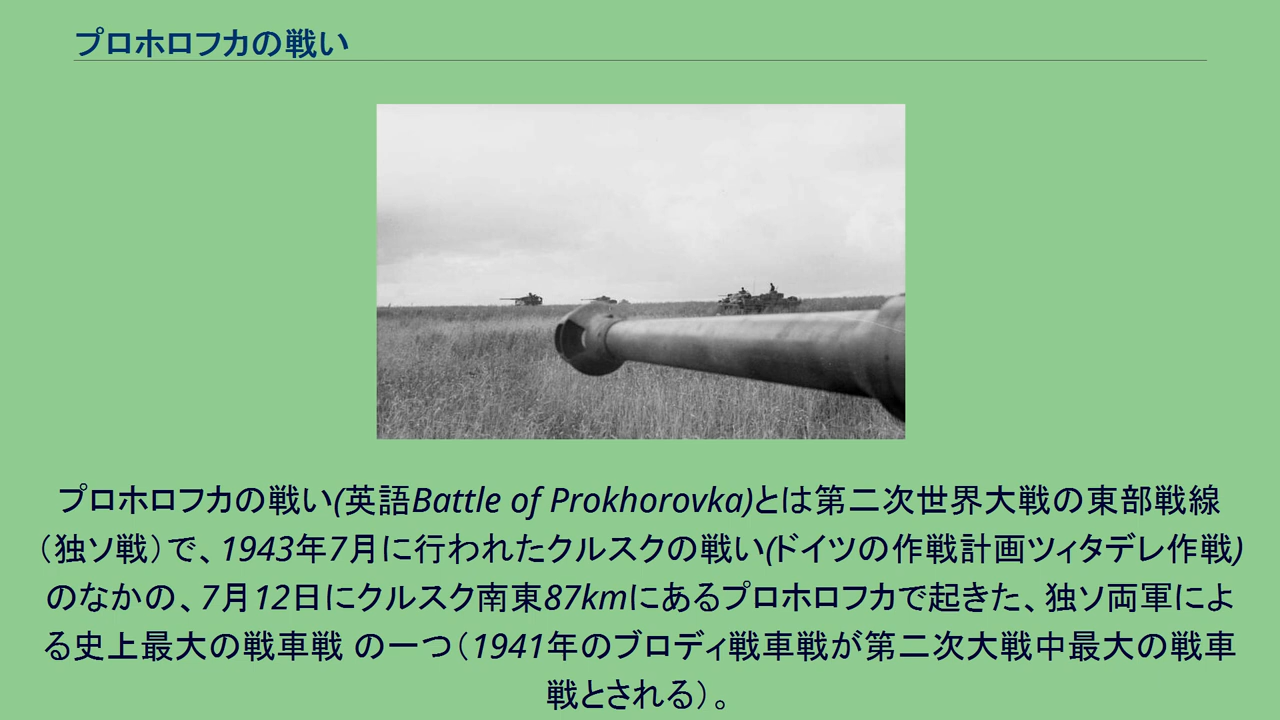 プロホロフカの戦い
プロホロフカの戦い(英語Battle of Prokhorovka)とは第二次世界大戦の東部戦線
（独ソ戦）で、1943年7月に行われたクルスクの戦い(ドイツの作戦計画ツィタデレ作戦)
のなかの、7月12日にクルスク南東87kmにあるプロホロフカで起きた、独ソ両軍によ
る史上最大の戦車戦 の一つ（1941年のブロディ戦車戦が第二次大戦中最大の戦車
戦とされる）。